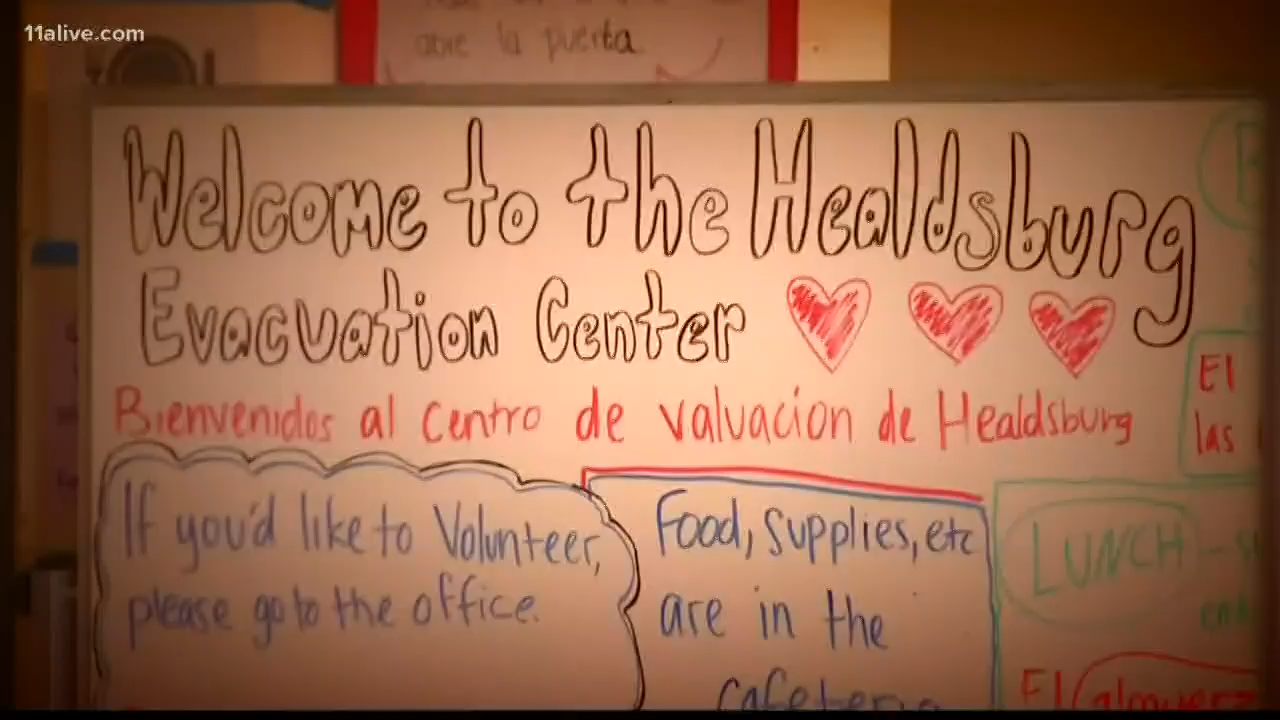 11alive.com
abre la puerta
Welcome to the Healdsburg
Evacuation Center
Bienvenidos al centro de valuacion de Healdsburg
El
las
If you'd like to Volunteer,
please go to the office.
Food, supplies, etc
are in the
cafeteria
LUNCH -
El almuerz